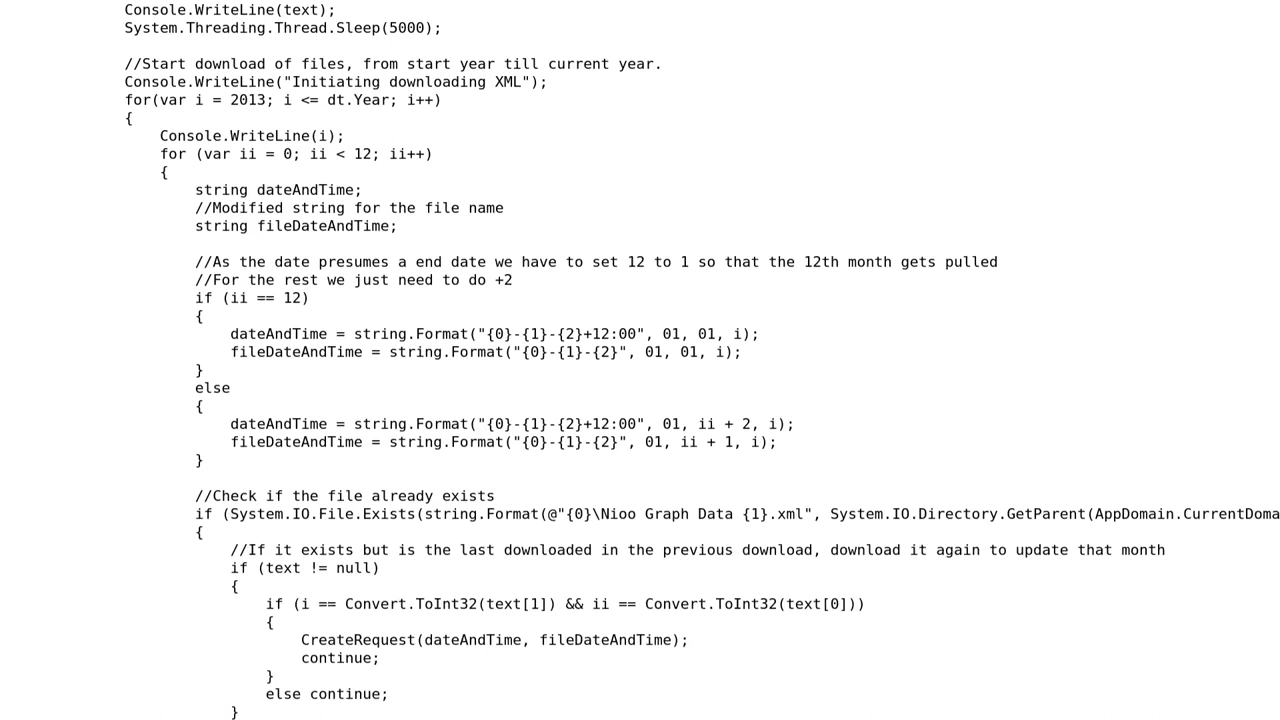 Console.WriteLine(text);
System.Threading.Thread.Sleep(5000);
//Start download of files, from start year till current year.
Console.WriteLine("Initiating downloading XML");
for(var i = 2013; i <= dt.Year; i++)
{
Console.WriteLine(i);
for (var ii = 0; ii < 12; ii++)
{
string dateAndTime;
//Modified string for the file name
string fileDateAndTime;
//As the date presumes a end date we have to set 12 to 1 so that the 12th month gets pulled
//For the rest we just need to do +2
if (ii == 12)
{
dateAndTime = string.Format("{0}-{1}-{2}+12:00", 01, 01, i);
fileDateAndTime = string.Format("{0}-{1}-{2}", 01, 01, i);
}
else
{
dateAndTime = string.Format("{0}-{1}-{2}+12:00", 01, ii + 2, i);
fileDateAndTime = string.Format("{0}-{1}-{2}", 01, ii + 1, i);
}
//Check if the file already exists
if (System.IO.File.Exists(string.Format(@"{0}\Nioo Graph Data {1}.xml", System.IO.Directory.GetParent(AppDomain.CurrentDoma
{
//If it exists but is the last downloaded in the previous download, download it again to update that month
if (text != null)
{
if (i == Convert.ToInt32(text[1]) && ii == Convert.ToInt32(text[0]))
{
CreateRequest(dateAndTime, fileDateAndTime);
continue;
}
else continue;
}